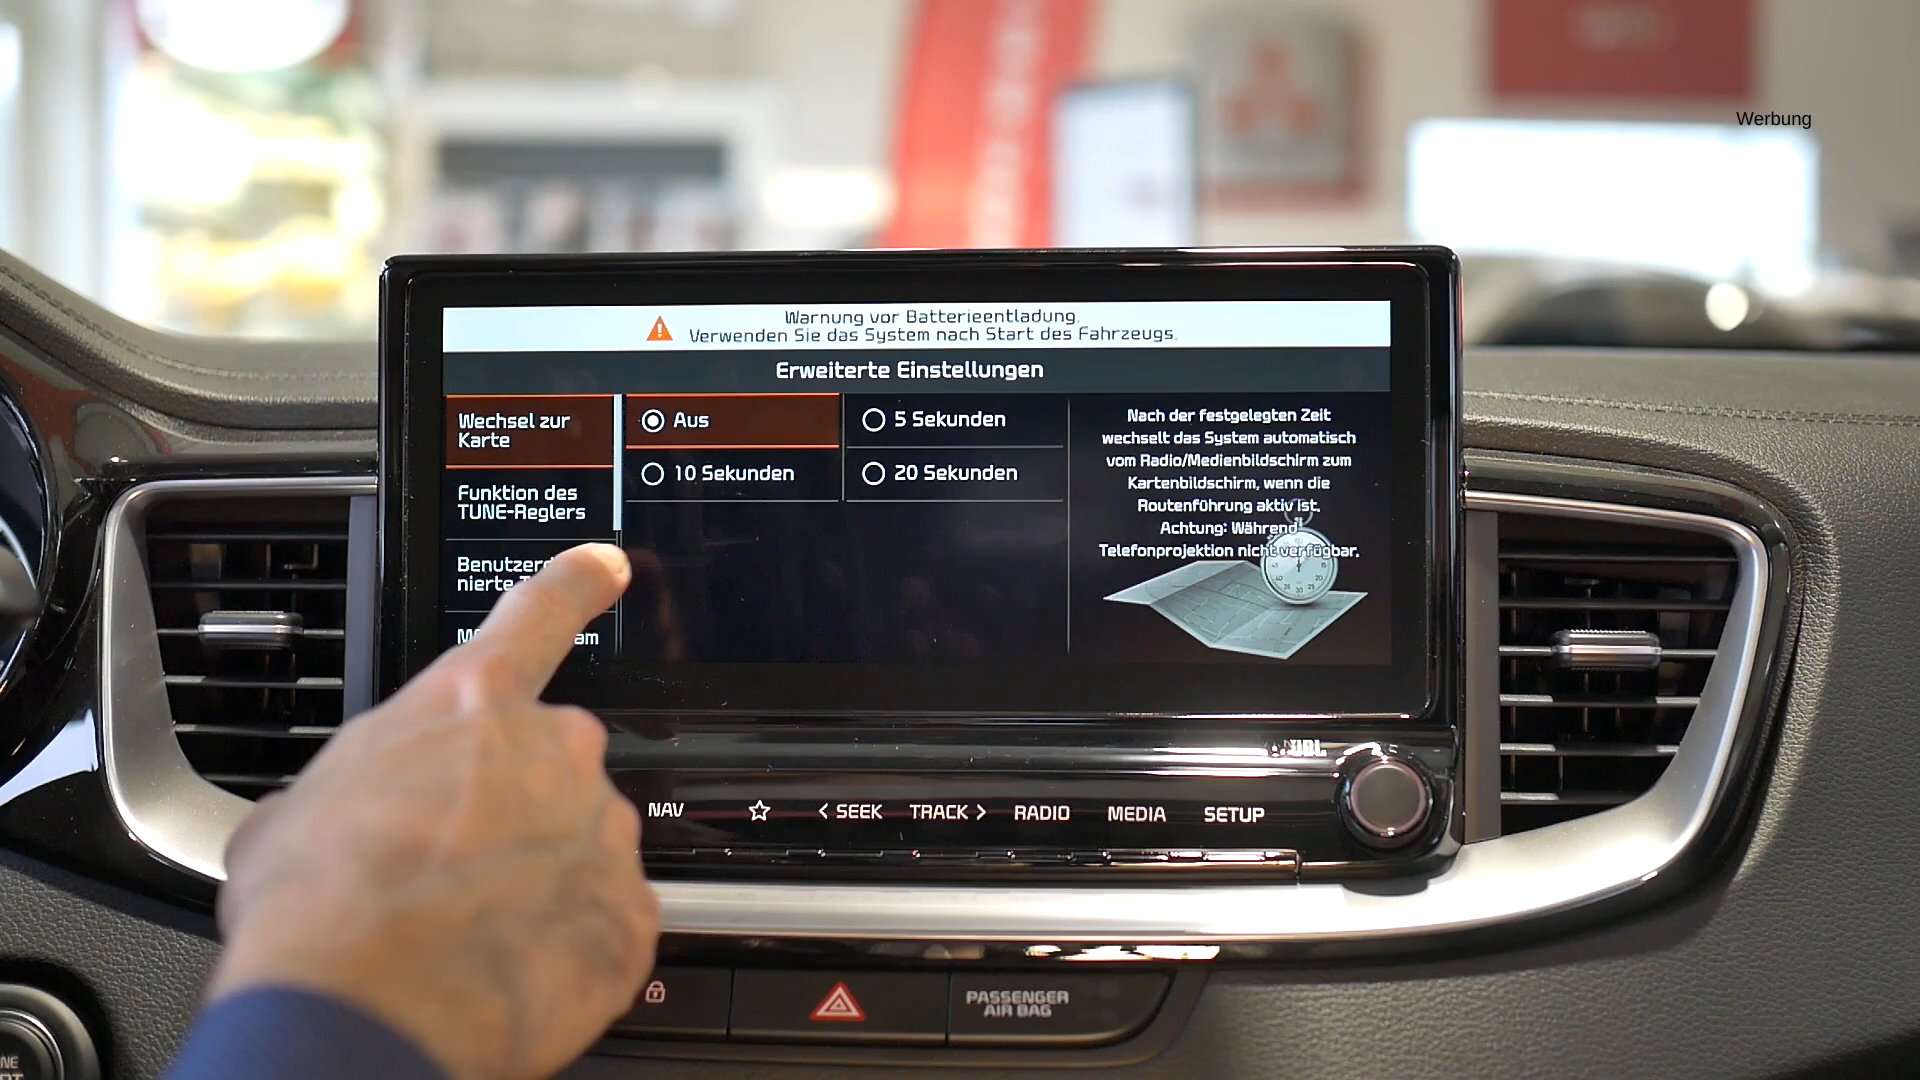 Werbung
Warnung vor Batterieentladung.
Verwenden Sie das System nach Start des Fahrzeugs.
Erweiterte Einstellungen
Wechsel zur
Karte
Funktion des
TUNE-Reglers
nierte
Aus
5 Sekunden
10 Sekunden
20 Sekunden
Nach der festgelegten Zeit
wechselt das System automatisch
vom Radio/Medienbildschirm zum
Kartenbildschirm, wenn die
Routenführung aktiv ist.
Achtung: Während
Telefonprojektion nicht verfügbar.
JBL
NAV
< SEEK
TRACK >
RADIO
MEDIA
SETUP
PASSENGER
AIR BAG